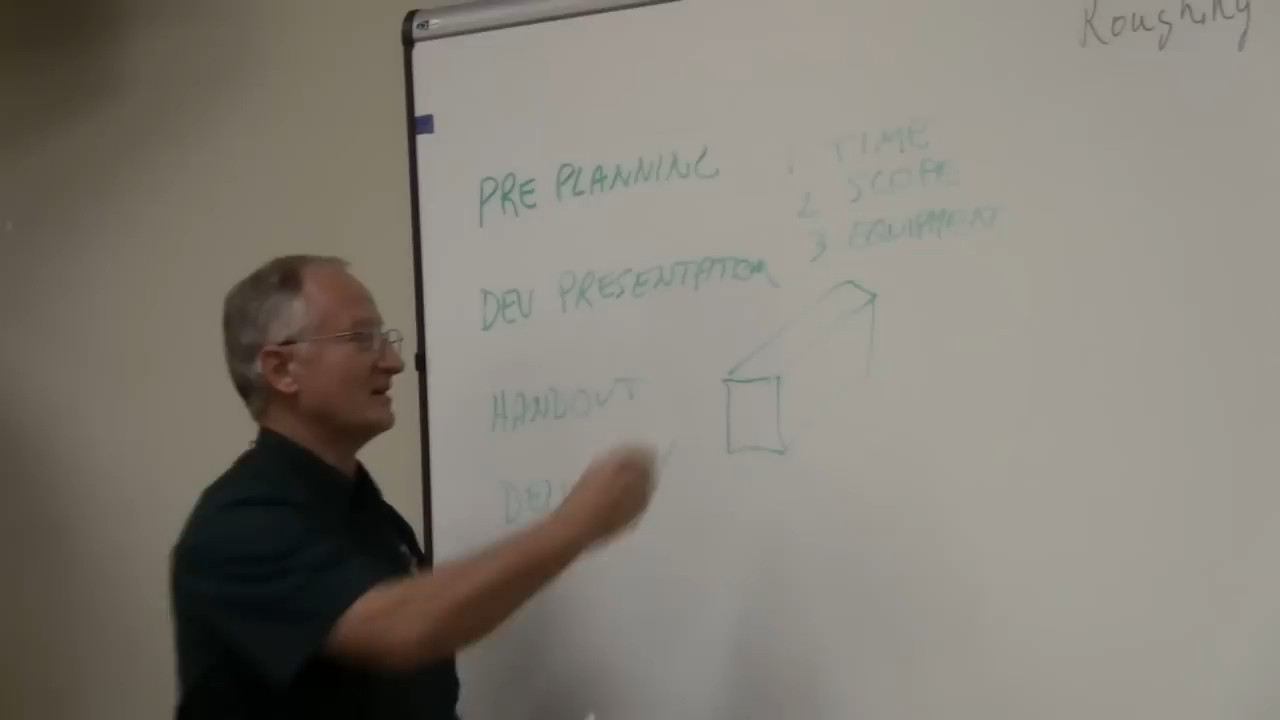 Roughing
PRE PLANNING
1 TIME
2 SCOPE
3 EQUIPMENT
DEV PRESENTATION
HANDOUT